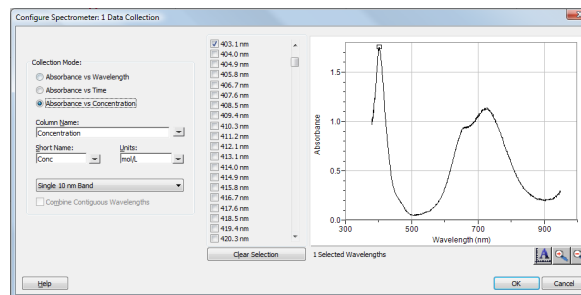 Configure Spectrometer: 1 Data Collection
Collection Mode:
Absorbance vs Wavelength
Absorbance vs Time
Absorbance vs Concentration
Column Name:
Concentration
Short Name:
Units:
Conc
mol/L
Single 10 nm Band
Combine Contiguous Wavelengths
403.1 nm
404.0 nm
404.9 nm
405.8 nm
406.7 nm
407.6 nm
408.5 nm
409.4 nm
410.3 nm
411.2 nm
412.1 nm
413.1 nm
414.0 nm
414.9 nm
415.8 nm
416.7 nm
417.6 nm
418.5 nm
419.4 nm
420.3 nm
Clear Selection
Absorbance
1.5
1.0
0.5
0.0
300
500
700
900
Wavelength (nm)
1 Selected Wavelengths
A
Help
OK
Cancel